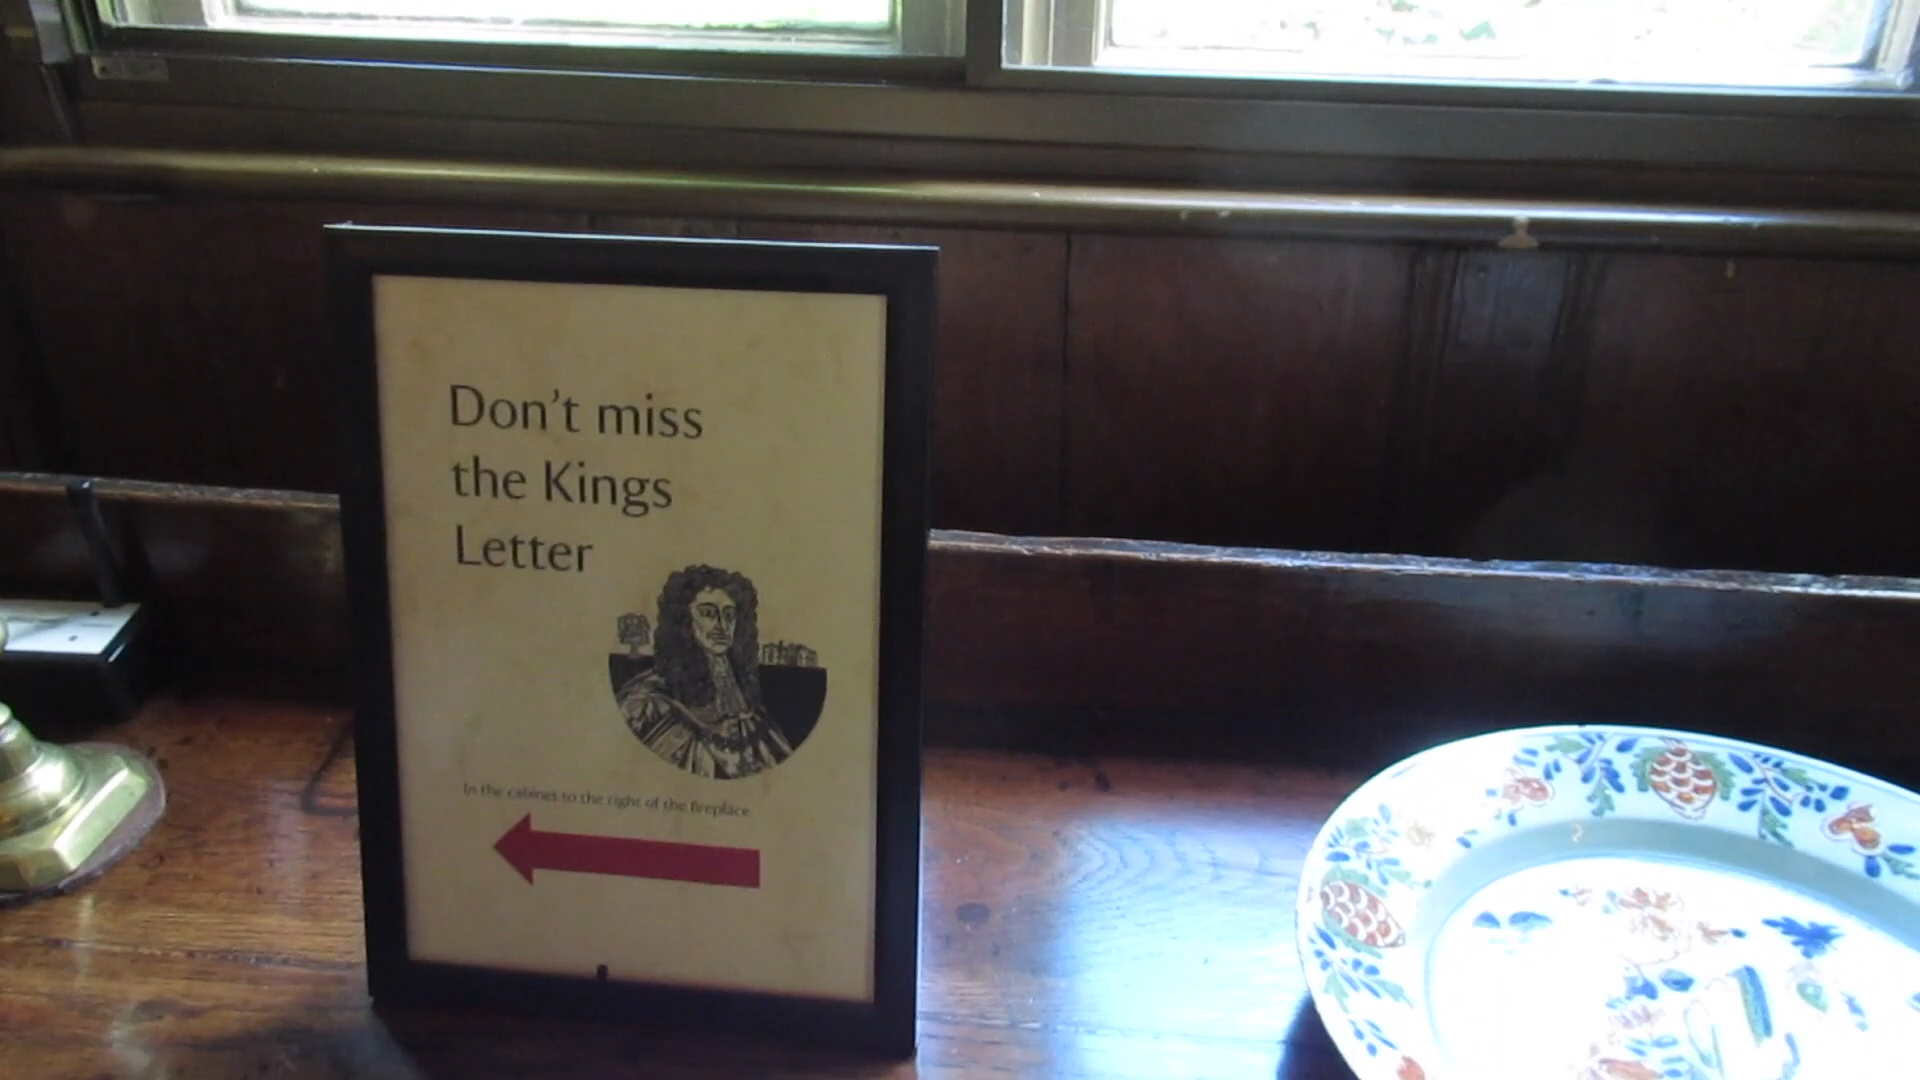 Don't miss
the Kings
Letter
In the cabinet to the right of the fireplace